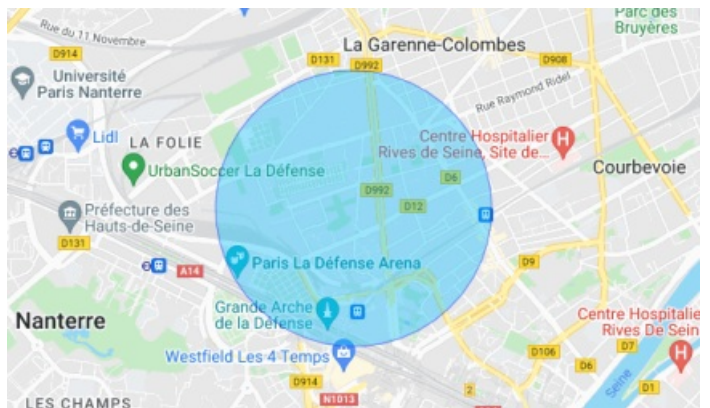 Parc des
Bruyères
Rue du 11 Novembre
La Garenne-Colombes
D914
D131
D992
D908
Université
Paris Nanterre
Rue Raymond Ridel
Lidl
LA FOLIE
Centre Hospitalier
Rives de Seine, Site de...
UrbanSoccer La Défense
Courbevoie
D6
D992
D12
Préfecture des
Hauts-de-Seine
D131
A14
Paris La Défense Arena
D9
Grande Arche
de la Défense
Centre Hospitalie
Rives De Sein
Nanterre
Westfield Les 4 Temps
D106
D7
D6
D914
2
D1
Seine
N1013
LES CHAMPS